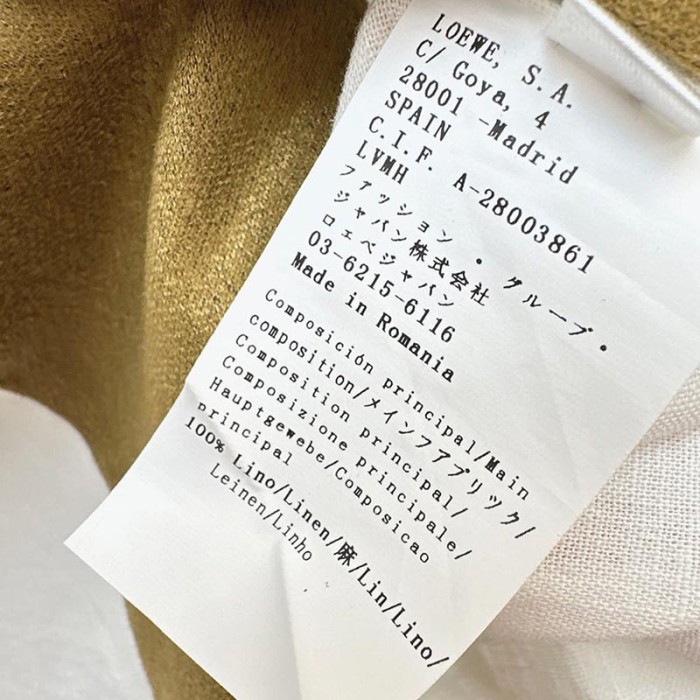 LOEWE, S.A.
C/ Goya, 4
28001 -Madrid
SPAIN
C.I.F. A-28003861
LVMH
ファッション・グループ・
ジャパン株式会社
ロエベジャパン
03-6215-6116
Made in Romania
Composición principal/Main
composition/メインファブリック/
Composition principal/
Composizione principale/
Hauptgewebe/Composicao
principal
100% Lino/Linen/麻/Lin/Lino/
Leinen/Linho